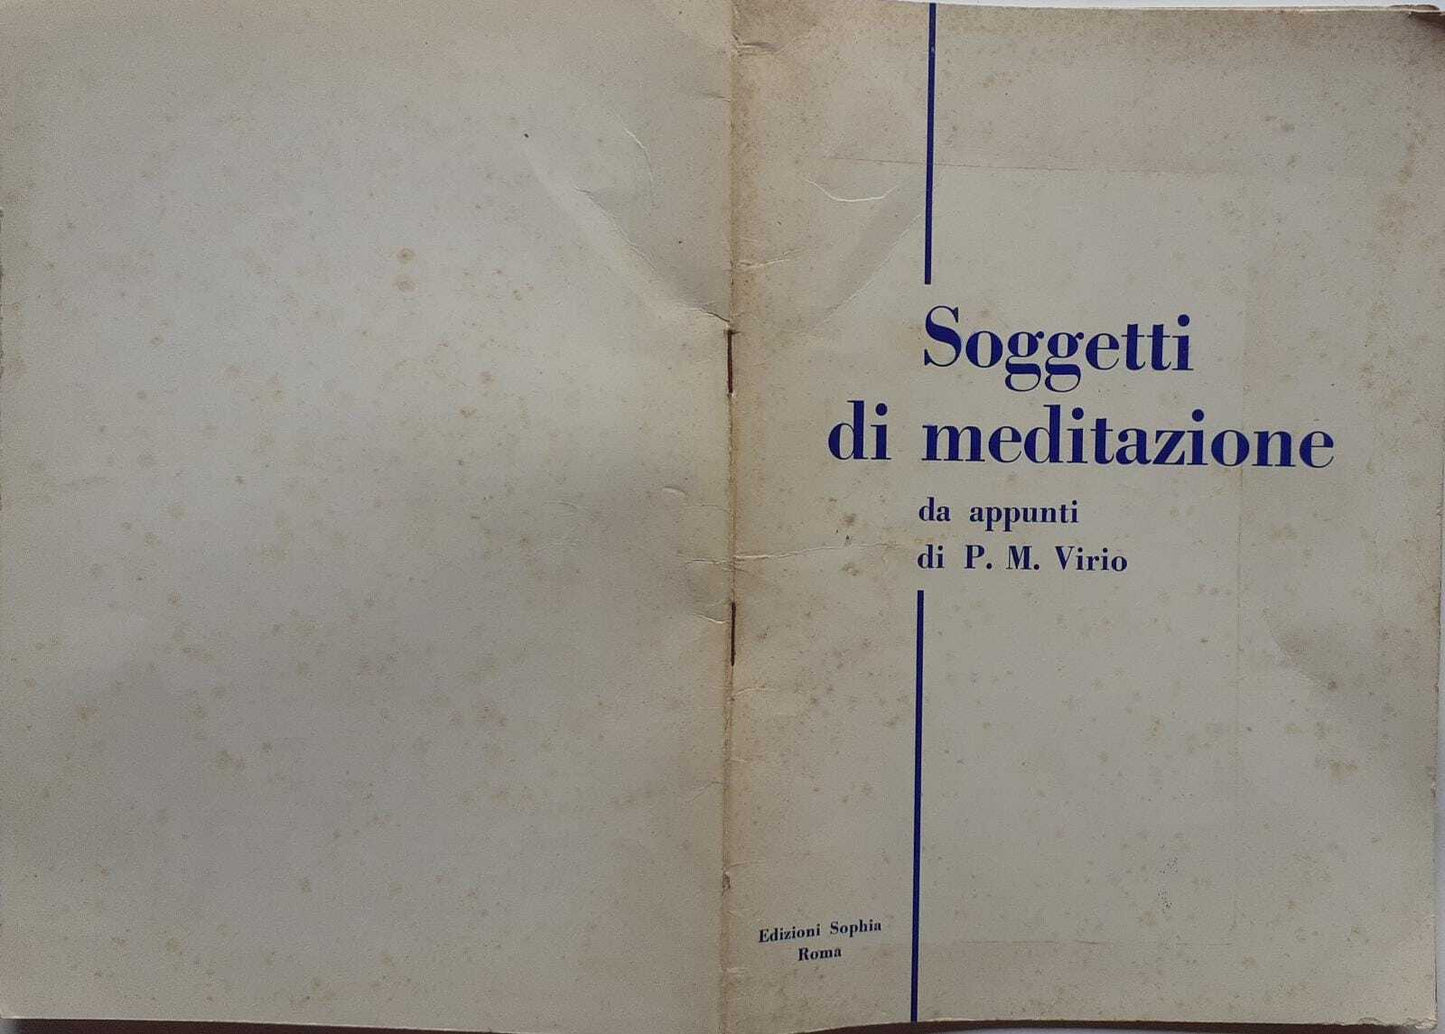 Soggetti
di meditazione
da appunti
di P. M. Virio
Edizioni Sophia
Roma